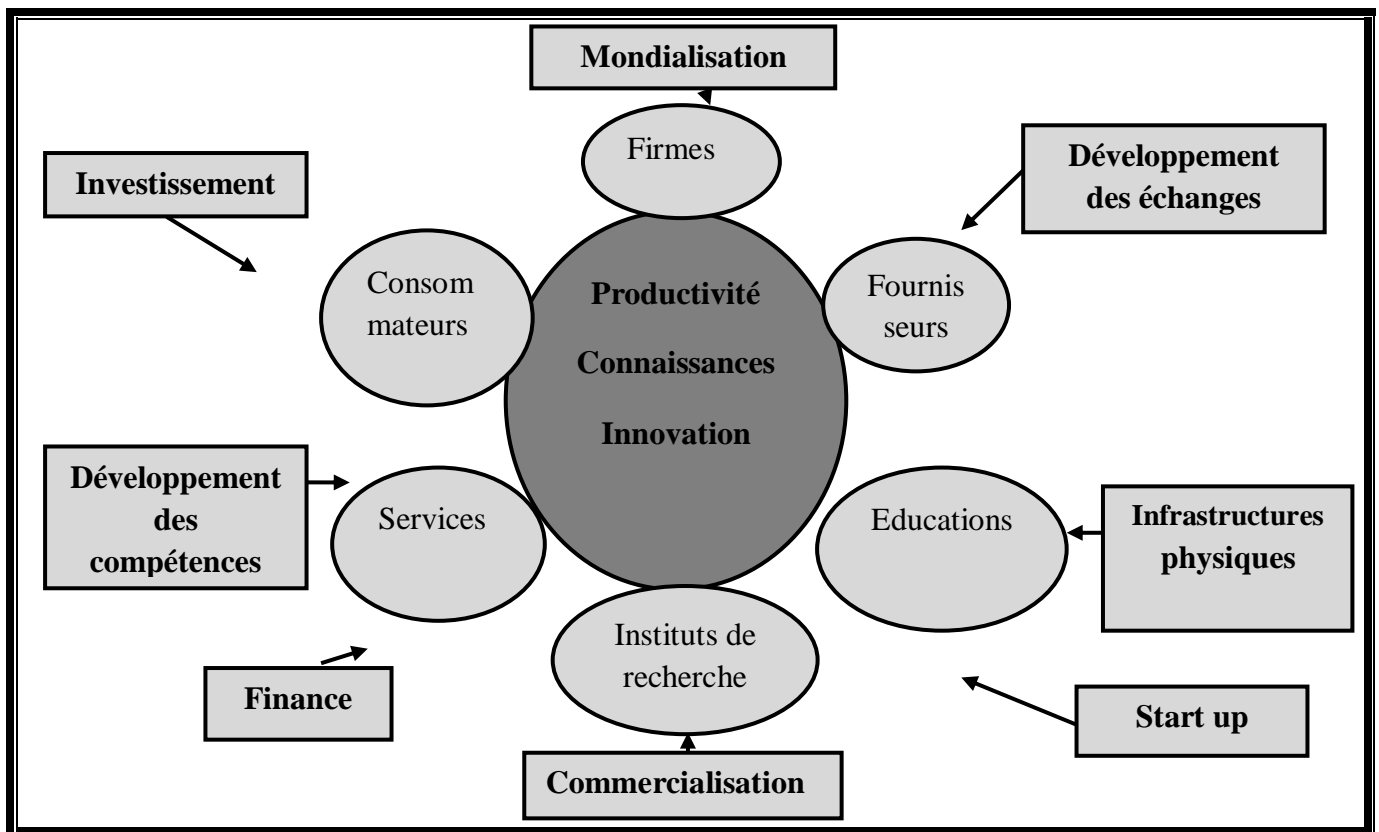 Mondialisation
Firmes
Développement
des échanges
Investissement
Consom
mateurs
Productivité
Connaissances
Innovation
Fournis
seurs
Développement
des
compétences
Services
Educations
Infrastructures
physiques
Instituts de
recherche
Finance
Start up
Commercialisation